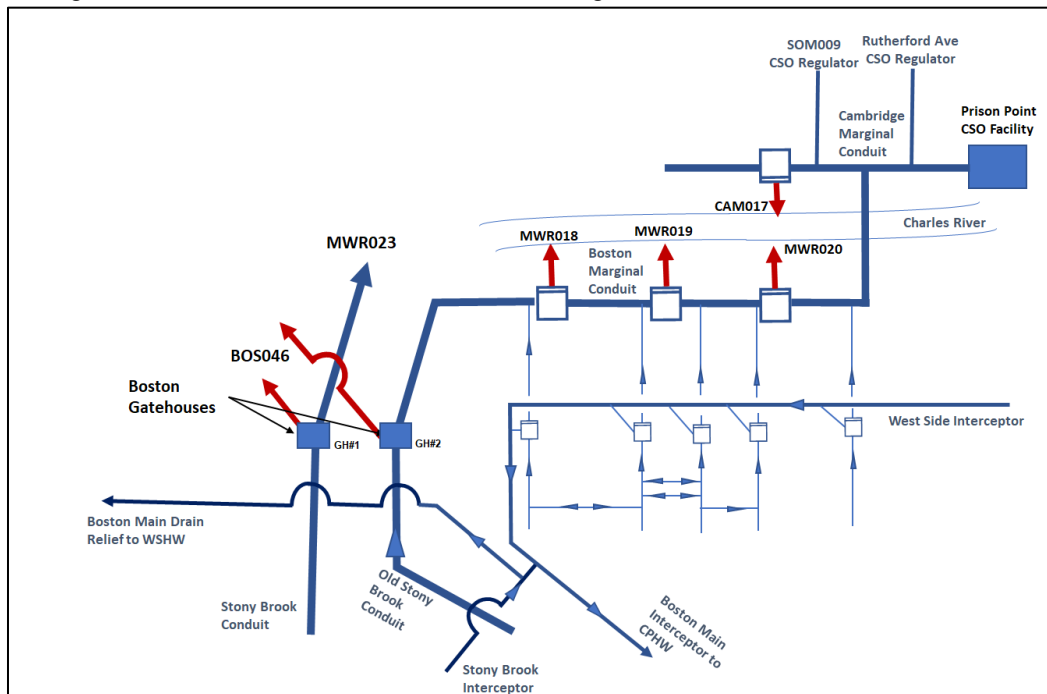 SOM009
CSO Regulator
Rutherford Ave
CSO Regulator
Cambridge
Marginal
Conduit
Prison Point
CSO Facility
CAM017
Charles River
MWR018
MWR019
MWR020
Boston
Marginal
Conduit
MWR023
BOS046
Boston
Gatehouses
GH#1
GH#2
West Side Interceptor
Boston Main Drain
Relief to WSHW
Old Stony
Brook
Conduit
Stony Brook
Conduit
Stony Brook
Interceptor
Boston Main
Interceptor to
CPHW